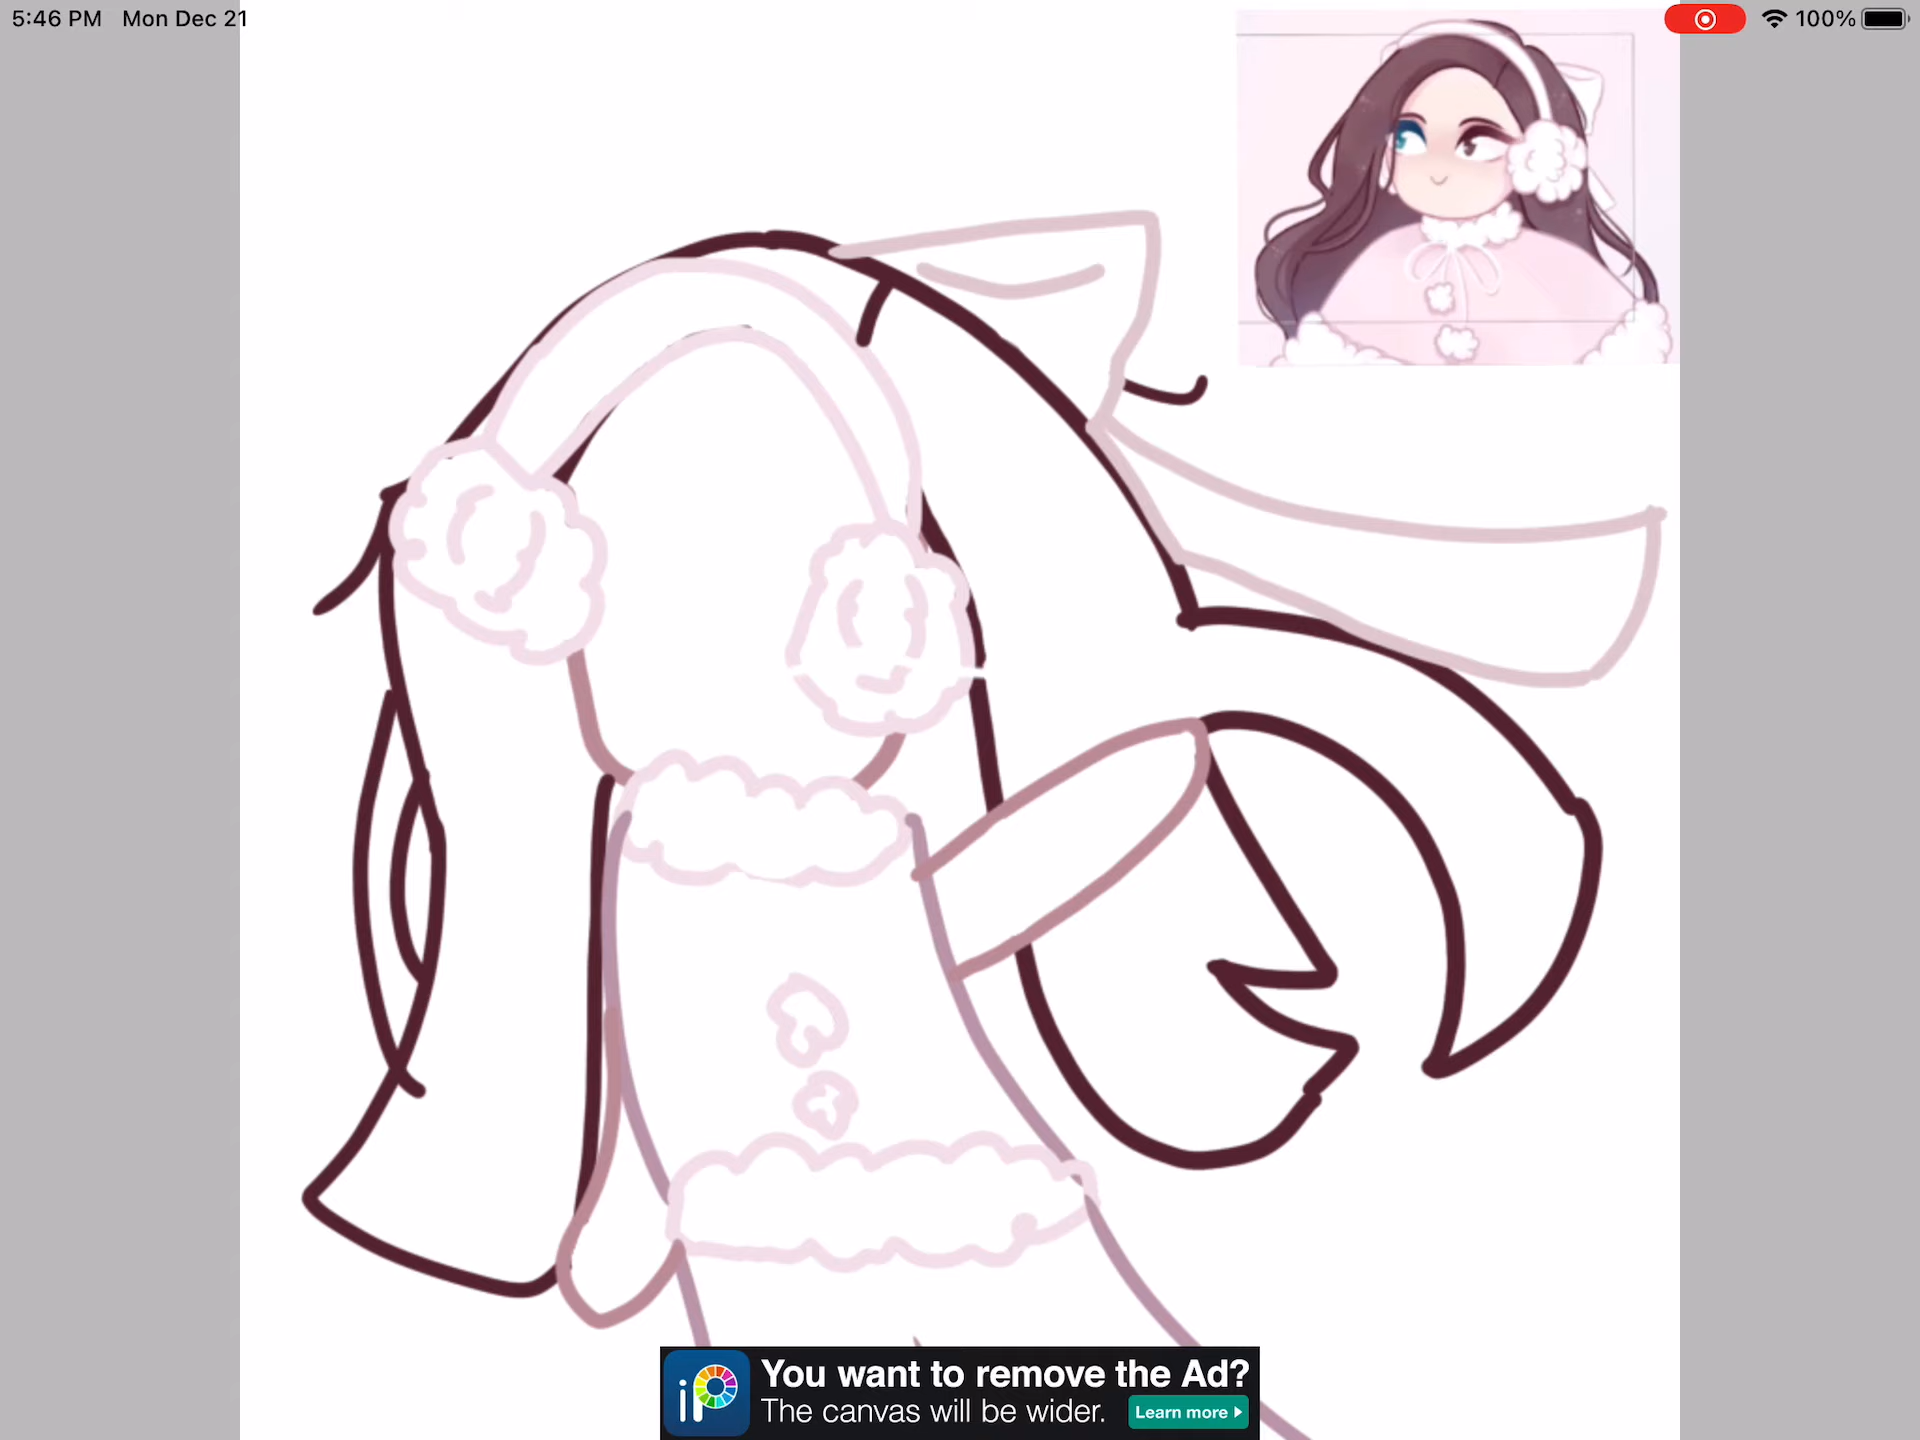 5:46 PM Mon Dec 21
100%
iP
You want to remove the Ad?
The canvas will be wider.
Learn more